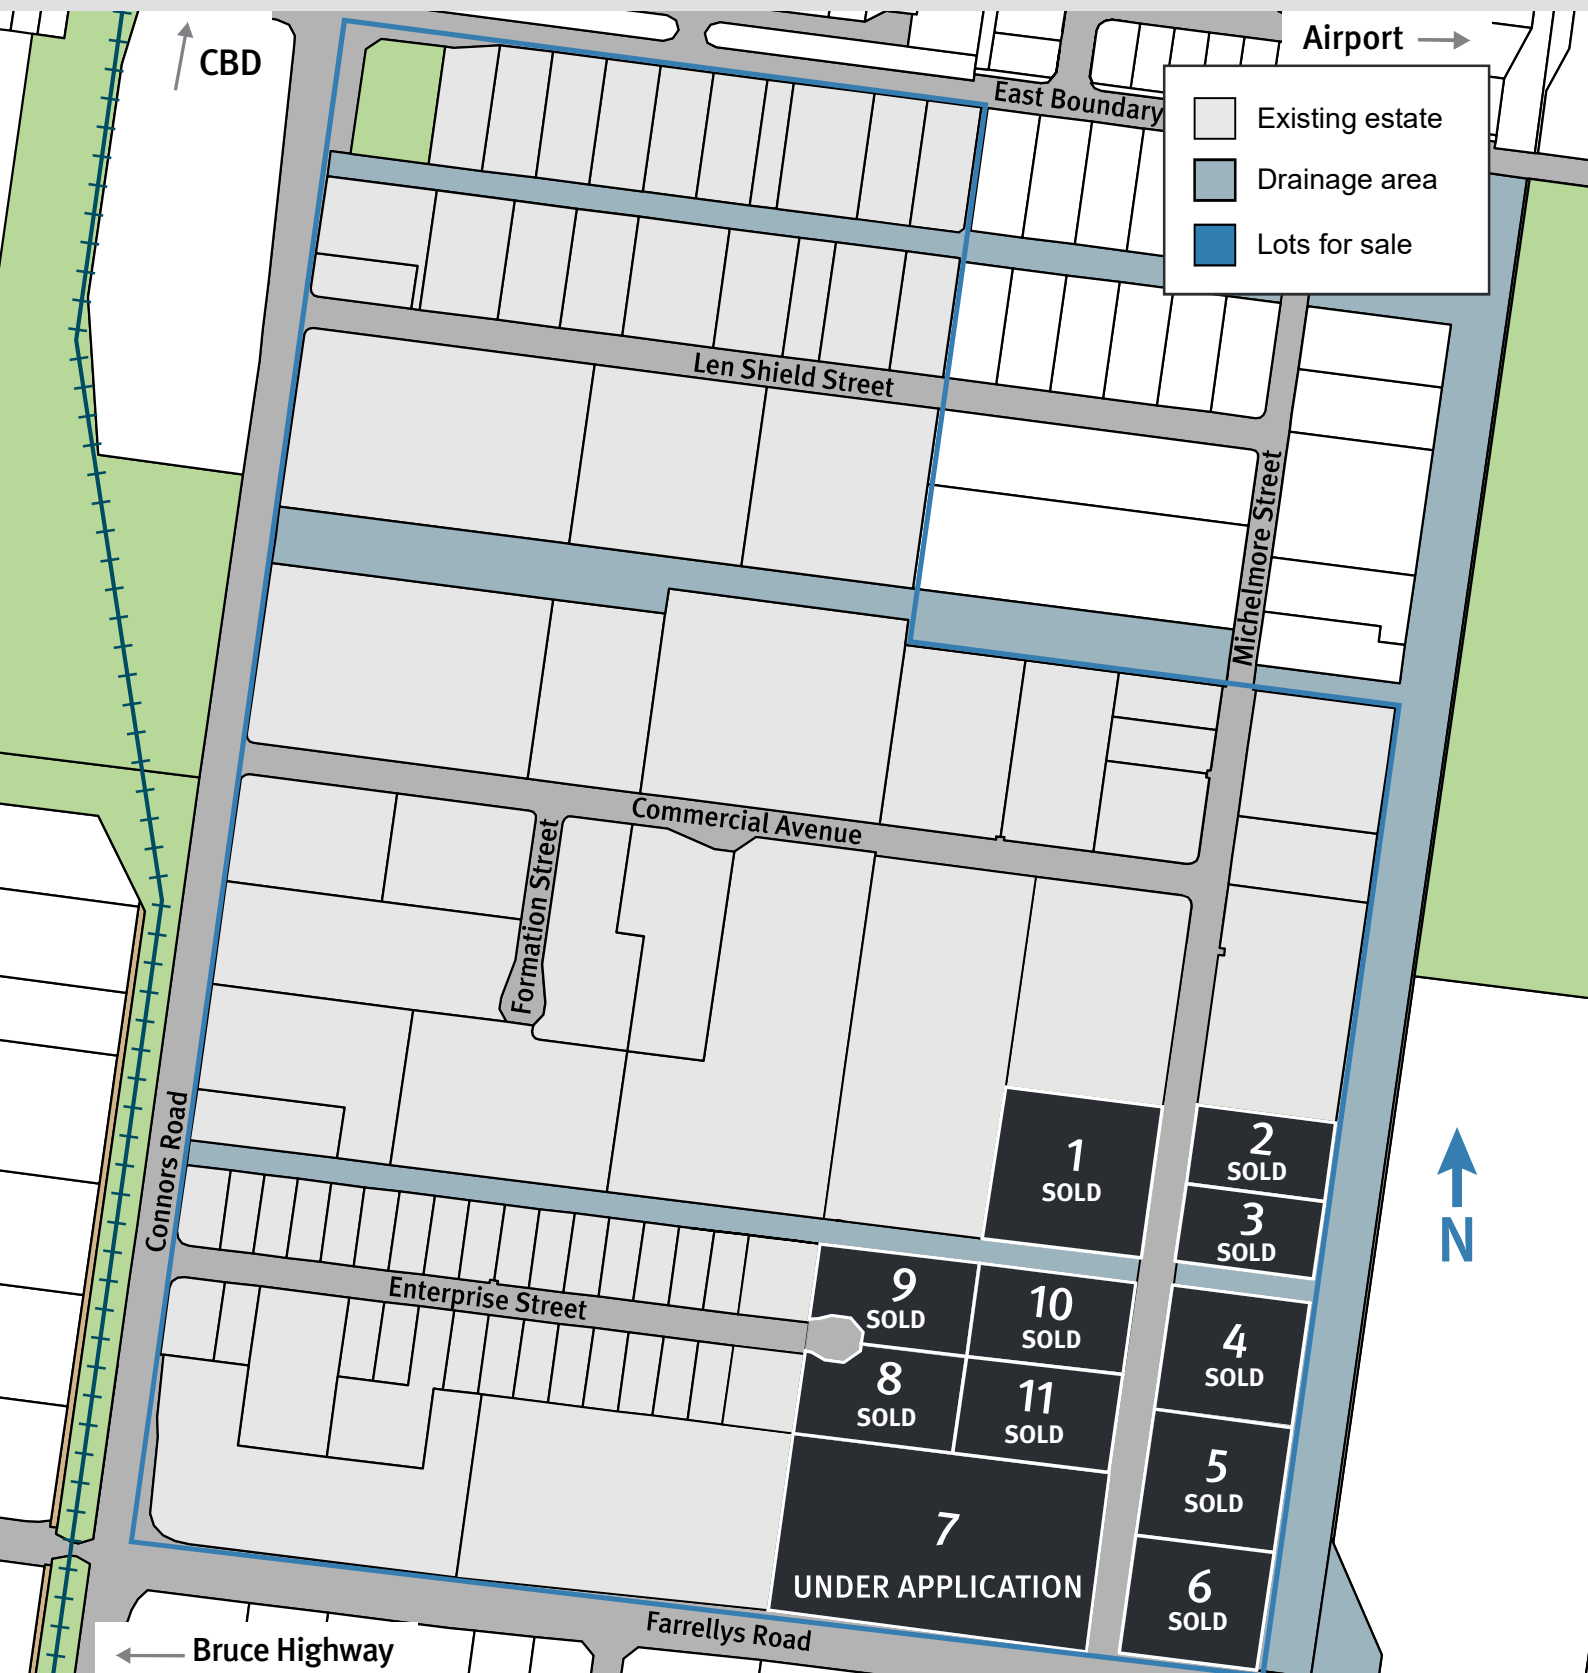 CBD
Airport
East Boundary
Existing estate
Drainage area
Lots for sale
Len Shield Street
Michelmore Street
Commercial Avenue
Formation Street
Connors Road
1
SOLD
2
SOLD
3
SOLD
N
9
SOLD
10
SOLD
4
SOLD
Enterprise Street
8
SOLD
11
SOLD
5
SOLD
7
UNDER APPLICATION
6
SOLD
Farrellys Road
Bruce Highway